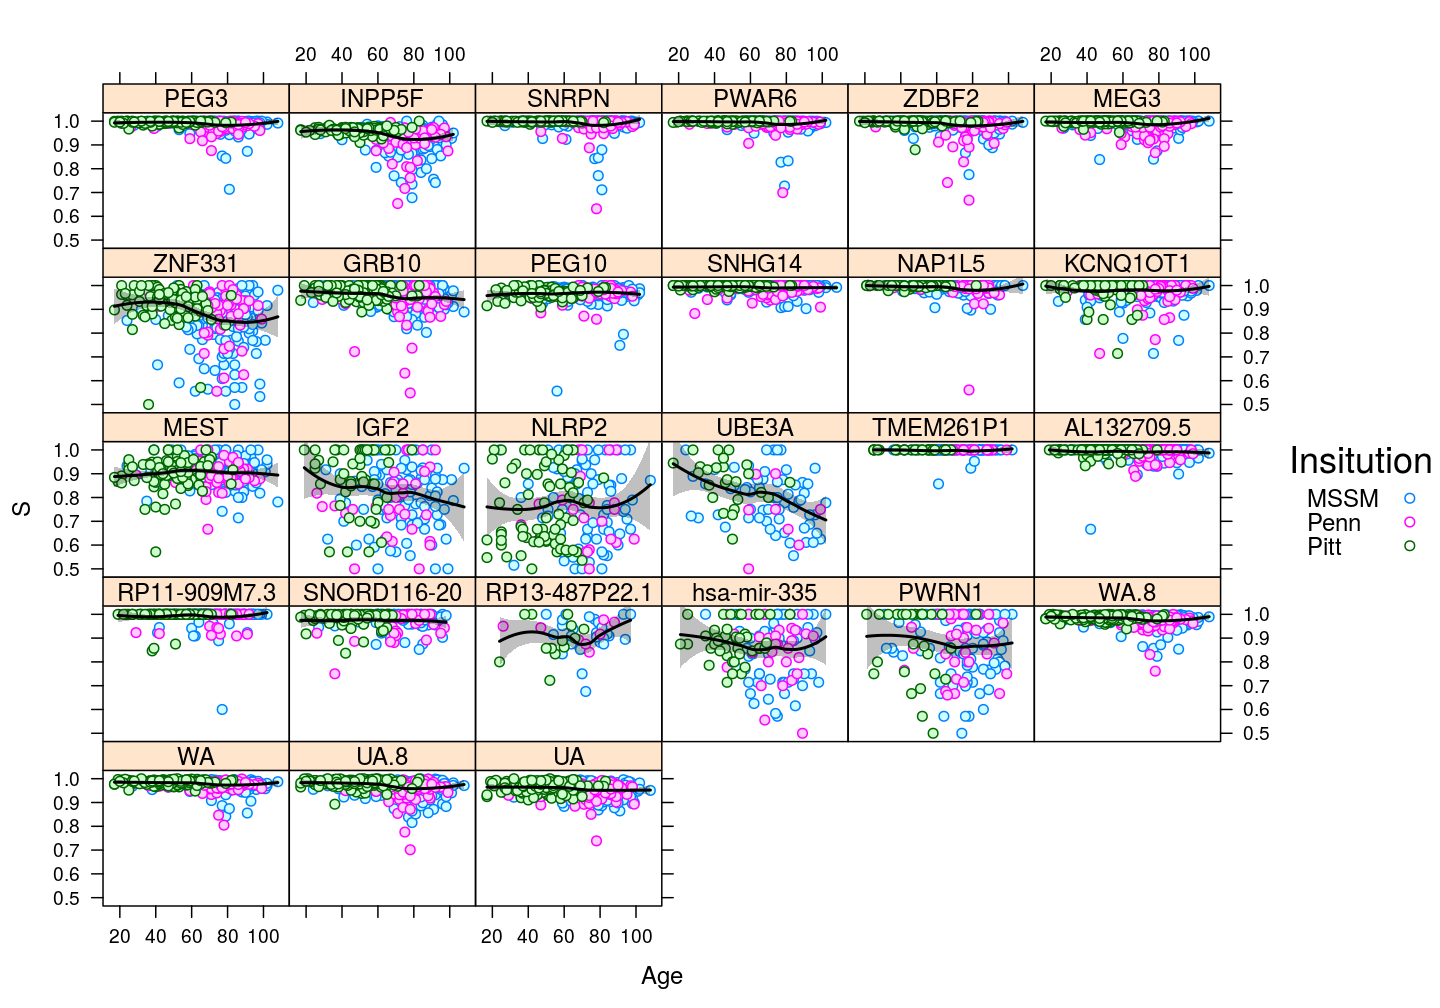 20 40 60 80 100 20 40 60 80 100 20 40 60 80 100
PEG3 INPP5F SNRPN PWAR6 ZDBF2 MEG3
1.0
0.9
0.8
0.7
0.6
0.5
ZNF331 GRB10 PEG10 SNHG14 NAP1L5 KCNQ1OT1
1.0
0.9
0.8
0.7
0.6
0.5
MEST IGF2 NLRP2 UBE3A TMEM261P1 AL132709.5
1.0
0.9
0.8
0.7
0.6
0.5
RP11-909M7.3 SNORD116-20 RP13-487P22.1 hsa-mir-335 PWRN1 WA.8
1.0
0.9
0.8
0.7
0.6
0.5
WA UA.8 UA
1.0
0.9
0.8
0.7
0.6
0.5
20 40 60 80 100 20 40 60 80 100
S
Age
Insitution
MSSM
Penn
Pitt